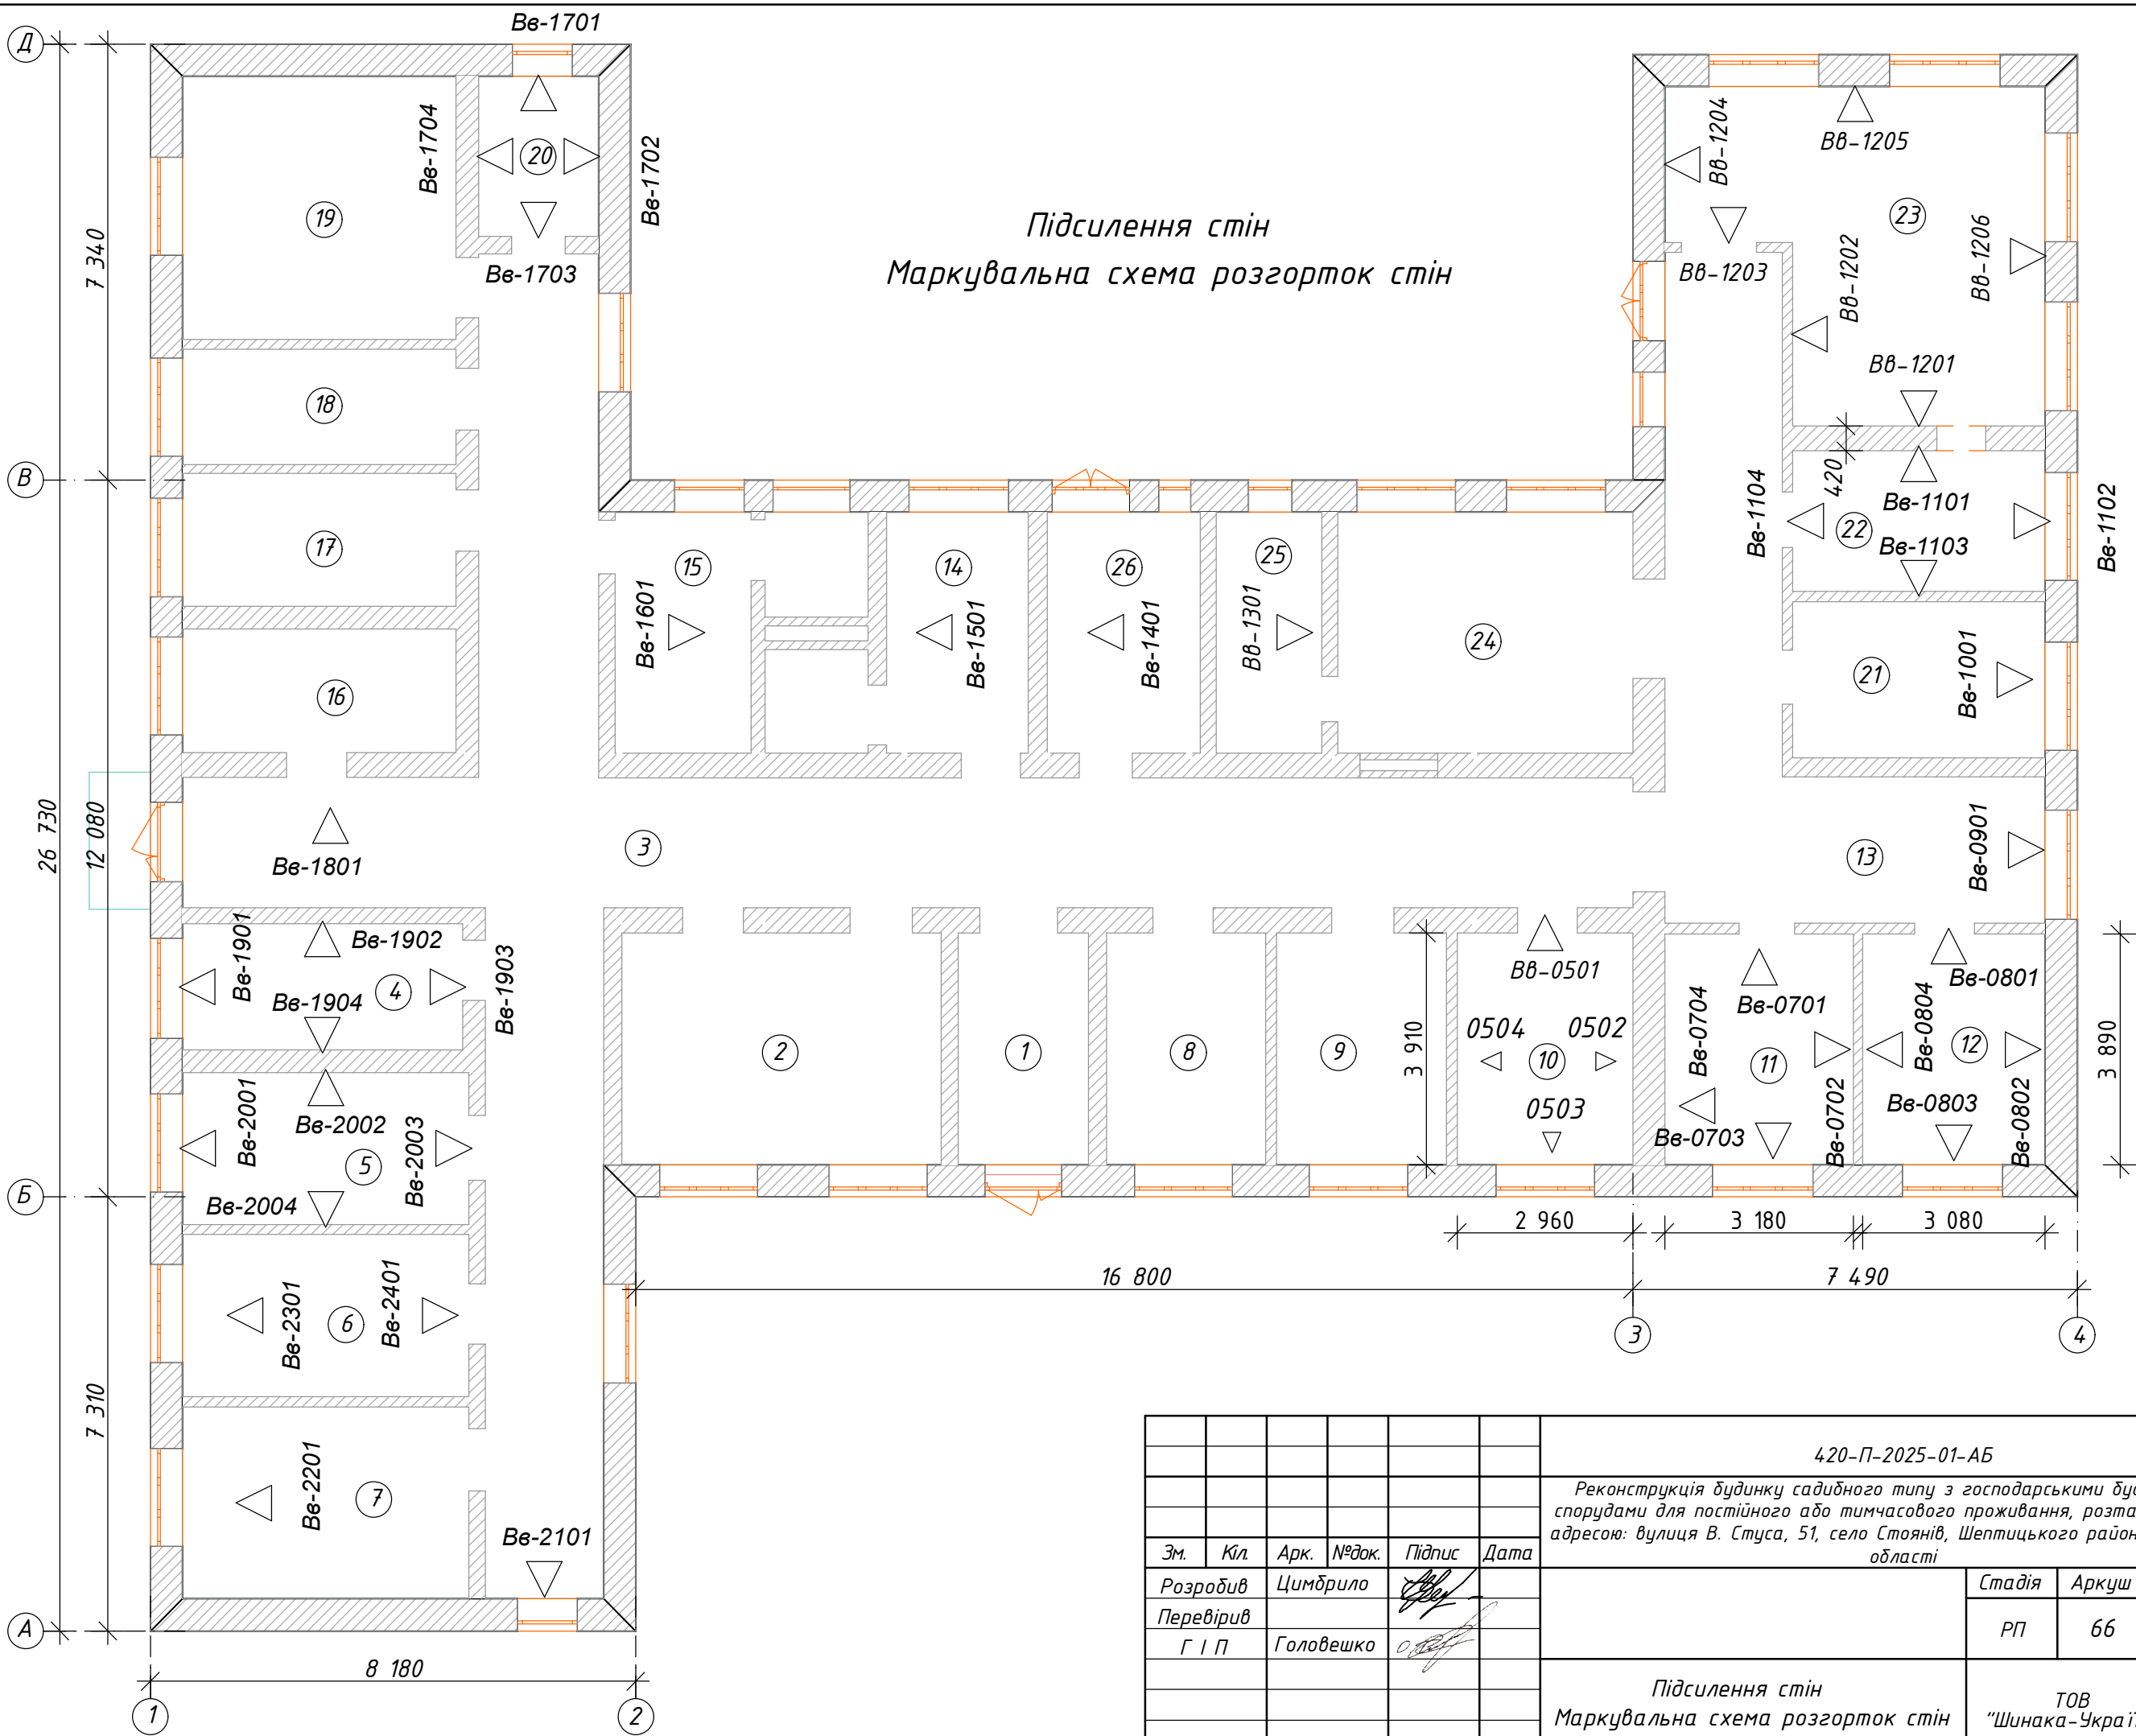 Вв-1701
Д
Вв-1704
20
Вв-1702
19
Вв-1703
7 340
Підсилення стін
Маркувальна схема розгорток стін
Вв-1204
Вв-1205
23
Вв-1206
Вв-1203
Вв-1202
Вв-1201
18
В
17
15
Вв-1601
14
Вв-1501
26
Вв-1401
25
Вв-1301
24
Вв-1104
420
Вв-1101
22
Вв-1103
Вв-1102
21
Вв-1001
16
26 730
12 080
Вв-1801
3
13
Вв-0901
Вв-1901
Вв-1902
Вв-1904
4
Вв-1903
2
1
8
9
3 910
Вв-0501
0504
0502
10
0503
Вв-0704
Вв-0701
11
Вв-0703
Вв-0702
Вв-0801
Вв-0804
12
Вв-0803
Вв-0802
3 890
Вв-2001
Вв-2002
Вв-2003
5
Вв-2004
Б
2 960
3 180
3 080
16 800
7 490
3
4
Вв-2301
6
Вв-2401
7 310
Вв-2201
7
Вв-2101
А
8 180
1
2
420-П-2025-01-АБ
Реконструкція будинку садибного типу з господарськими буд
спорудами для постійного або тимчасового проживання, розта
адресою: вулиця В. Стуса, 51, село Стоянів, Шептицького район
області
Зм.
Кіл.
Арк.
№док.
Підпис
Дата
Розробив
Цимбрило
Перевірив
Г І П
Головешко
Стадія
Аркуш
РП
66
Підсилення стін
Маркувальна схема розгорток стін
ТОВ
"Шинака-Украї